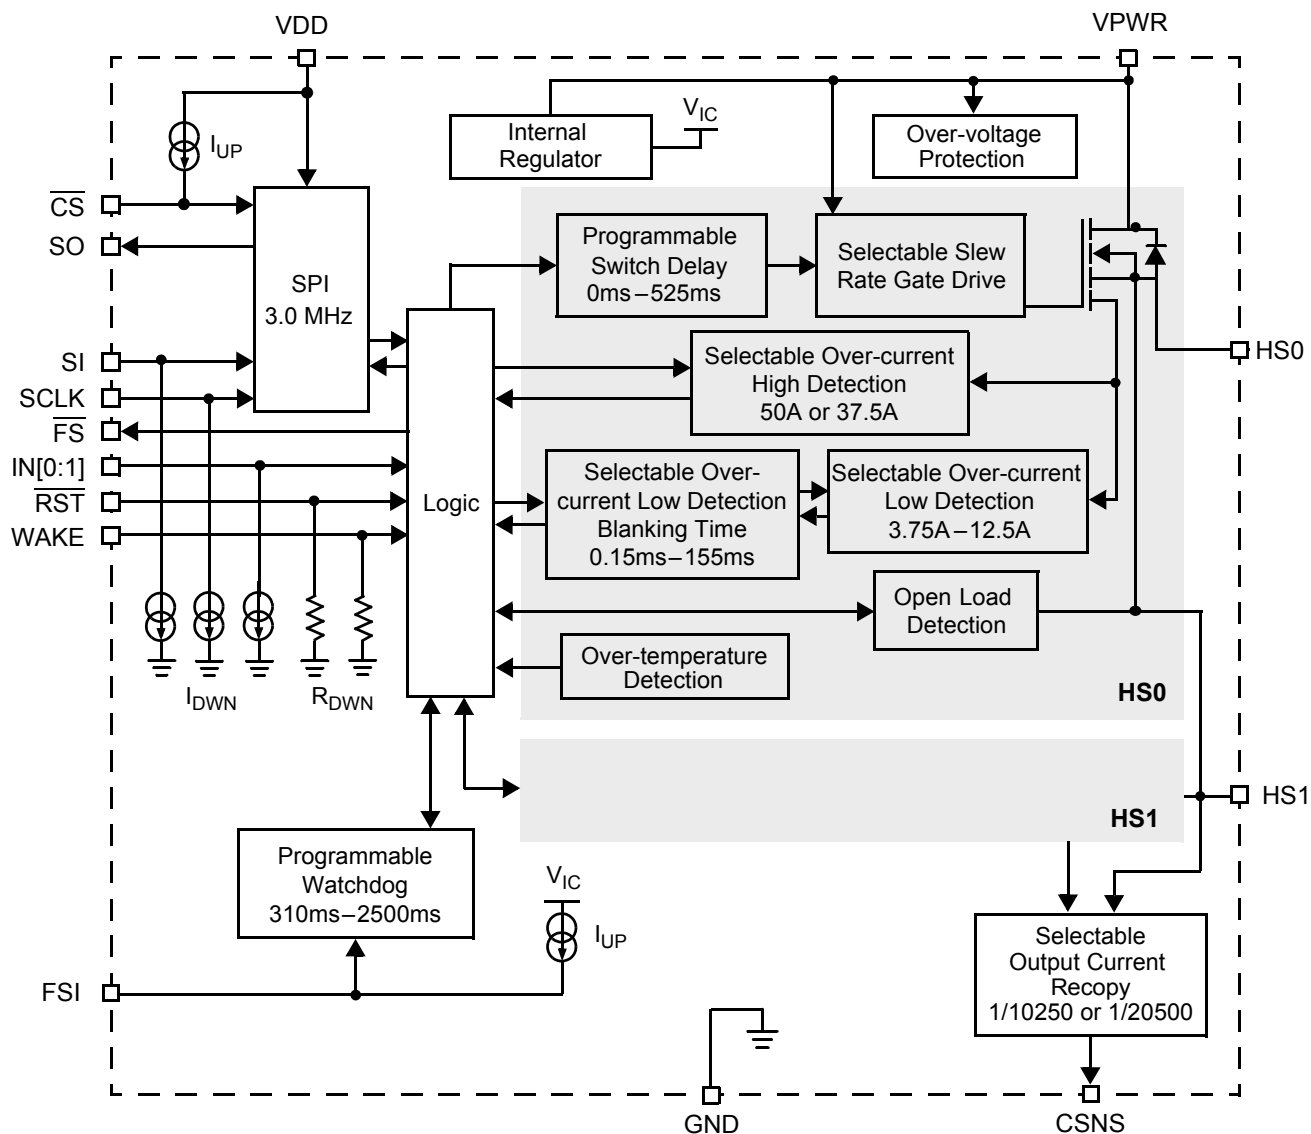 VDD
VPWR
V_IC
Internal
Regulator
Over-voltage
Protection
I_UP
CS
SO
SPI
3.0 MHz
SI
SCLK
FS
IN[0:1]
RST
WAKE
Programmable
Switch Delay
0ms–525ms
Selectable Slew
Rate Gate Drive
Selectable Over-current
High Detection
50A or 37.5A
HS0
Logic
Selectable Over-
current Low Detection
Blanking Time
0.15ms–155ms
Selectable Over-current
Low Detection
3.75A–12.5A
Open Load
Detection
Over-temperature
Detection
HS0
I_DWN
R_DWN
HS1
HS1
Programmable
Watchdog
310ms–2500ms
V_IC
I_UP
FSI
Selectable
Output Current
Recopy
1/10250 or 1/20500
GND
CSNS